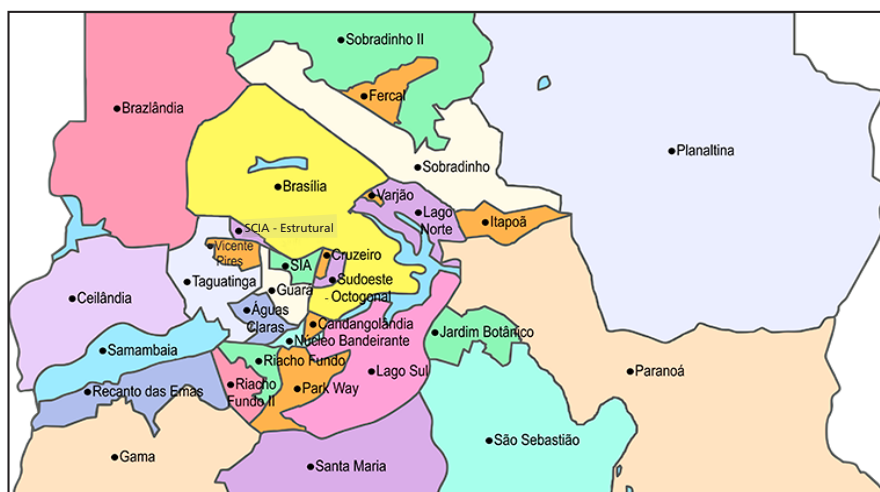 Sobradinho II
Fercal
Brazlândia
Planaltina
Sobradinho
Brasília
Varjão
Lago
Norte
Itapoã
SCIA - Estrutural
Vicente
Pires
Cruzeiro
SIA
Taguatinga
Sudoeste
- Octogonal
Guará
Ceilândia
Águas
Claras
Candangolândia
Jardim Botânico
Núcleo Bandeirante
Samambaia
Riacho Fundo
Lago Sul
Paranoá
Riacho
Fundo II
Park Way
Recanto das Emas
São Sebastião
Gama
Santa Maria